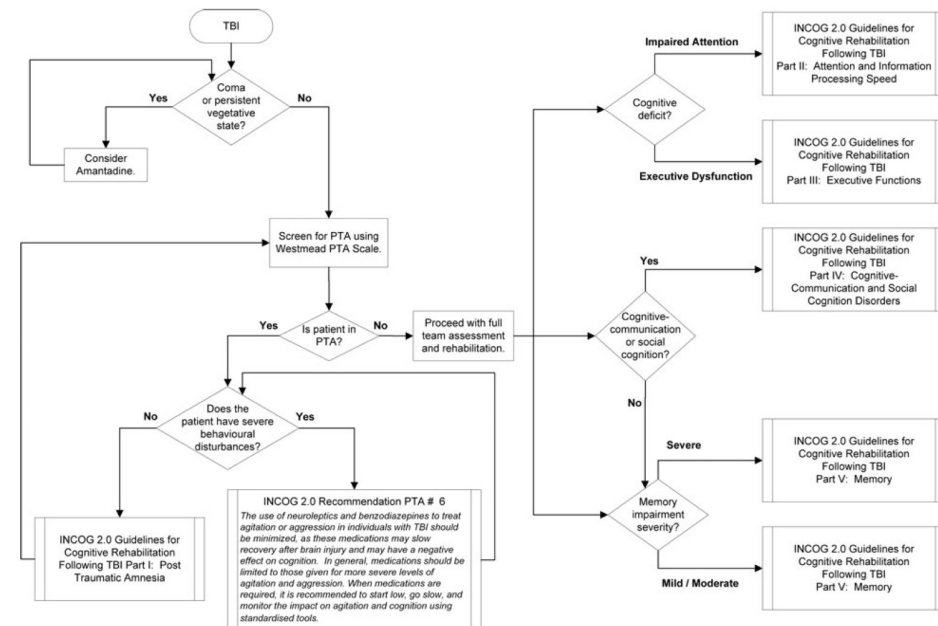 TBI
Coma
or persistent
vegetative
state?
Yes
No
Consider
Amantadine.
Screen for PTA using
Westmead PTA Scale.
Is patient in
PTA?
Yes
No
Proceed with full
team assessment
and rehabilitation.
Does the
patient have severe
behavioural
disturbances?
No
Yes
INCOG 2.0 Guidelines for
Cognitive Rehabilitation
Following TBI Part I: Post
Traumatic Amnesia
INCOG 2.0 Recommendation PTA # 6
The use of neuroleptics and benzodiazepines to treat
agitation or aggression in individuals with TBI should
be minimized, as these medications may slow
recovery after brain injury and may have a negative
effect on cognition. In general, medications should be
limited to those given for more severe levels of
agitation and aggression. When medications are
required, it is recommended to start low, go slow, and
monitor the impact on agitation and cognition using
standardised tools.
Cognitive
deficit?
Impaired Attention
INCOG 2.0 Guidelines for
Cognitive Rehabilitation
Following TBI
Part II: Attention and Information
Processing Speed
Executive Dysfunction
INCOG 2.0 Guidelines for
Cognitive Rehabilitation
Following TBI
Part III: Executive Functions
Cognitive-
communication
or social
cognition?
Yes
INCOG 2.0 Guidelines for
Cognitive Rehabilitation
Following TBI
Part IV: Cognitive-
Communication and Social
Cognition Disorders
No
Memory
impairment
severity?
Severe
INCOG 2.0 Guidelines for
Cognitive Rehabilitation
Following TBI
Part V: Memory
Mild / Moderate
INCOG 2.0 Guidelines for
Cognitive Rehabilitation
Following TBI
Part V: Memory